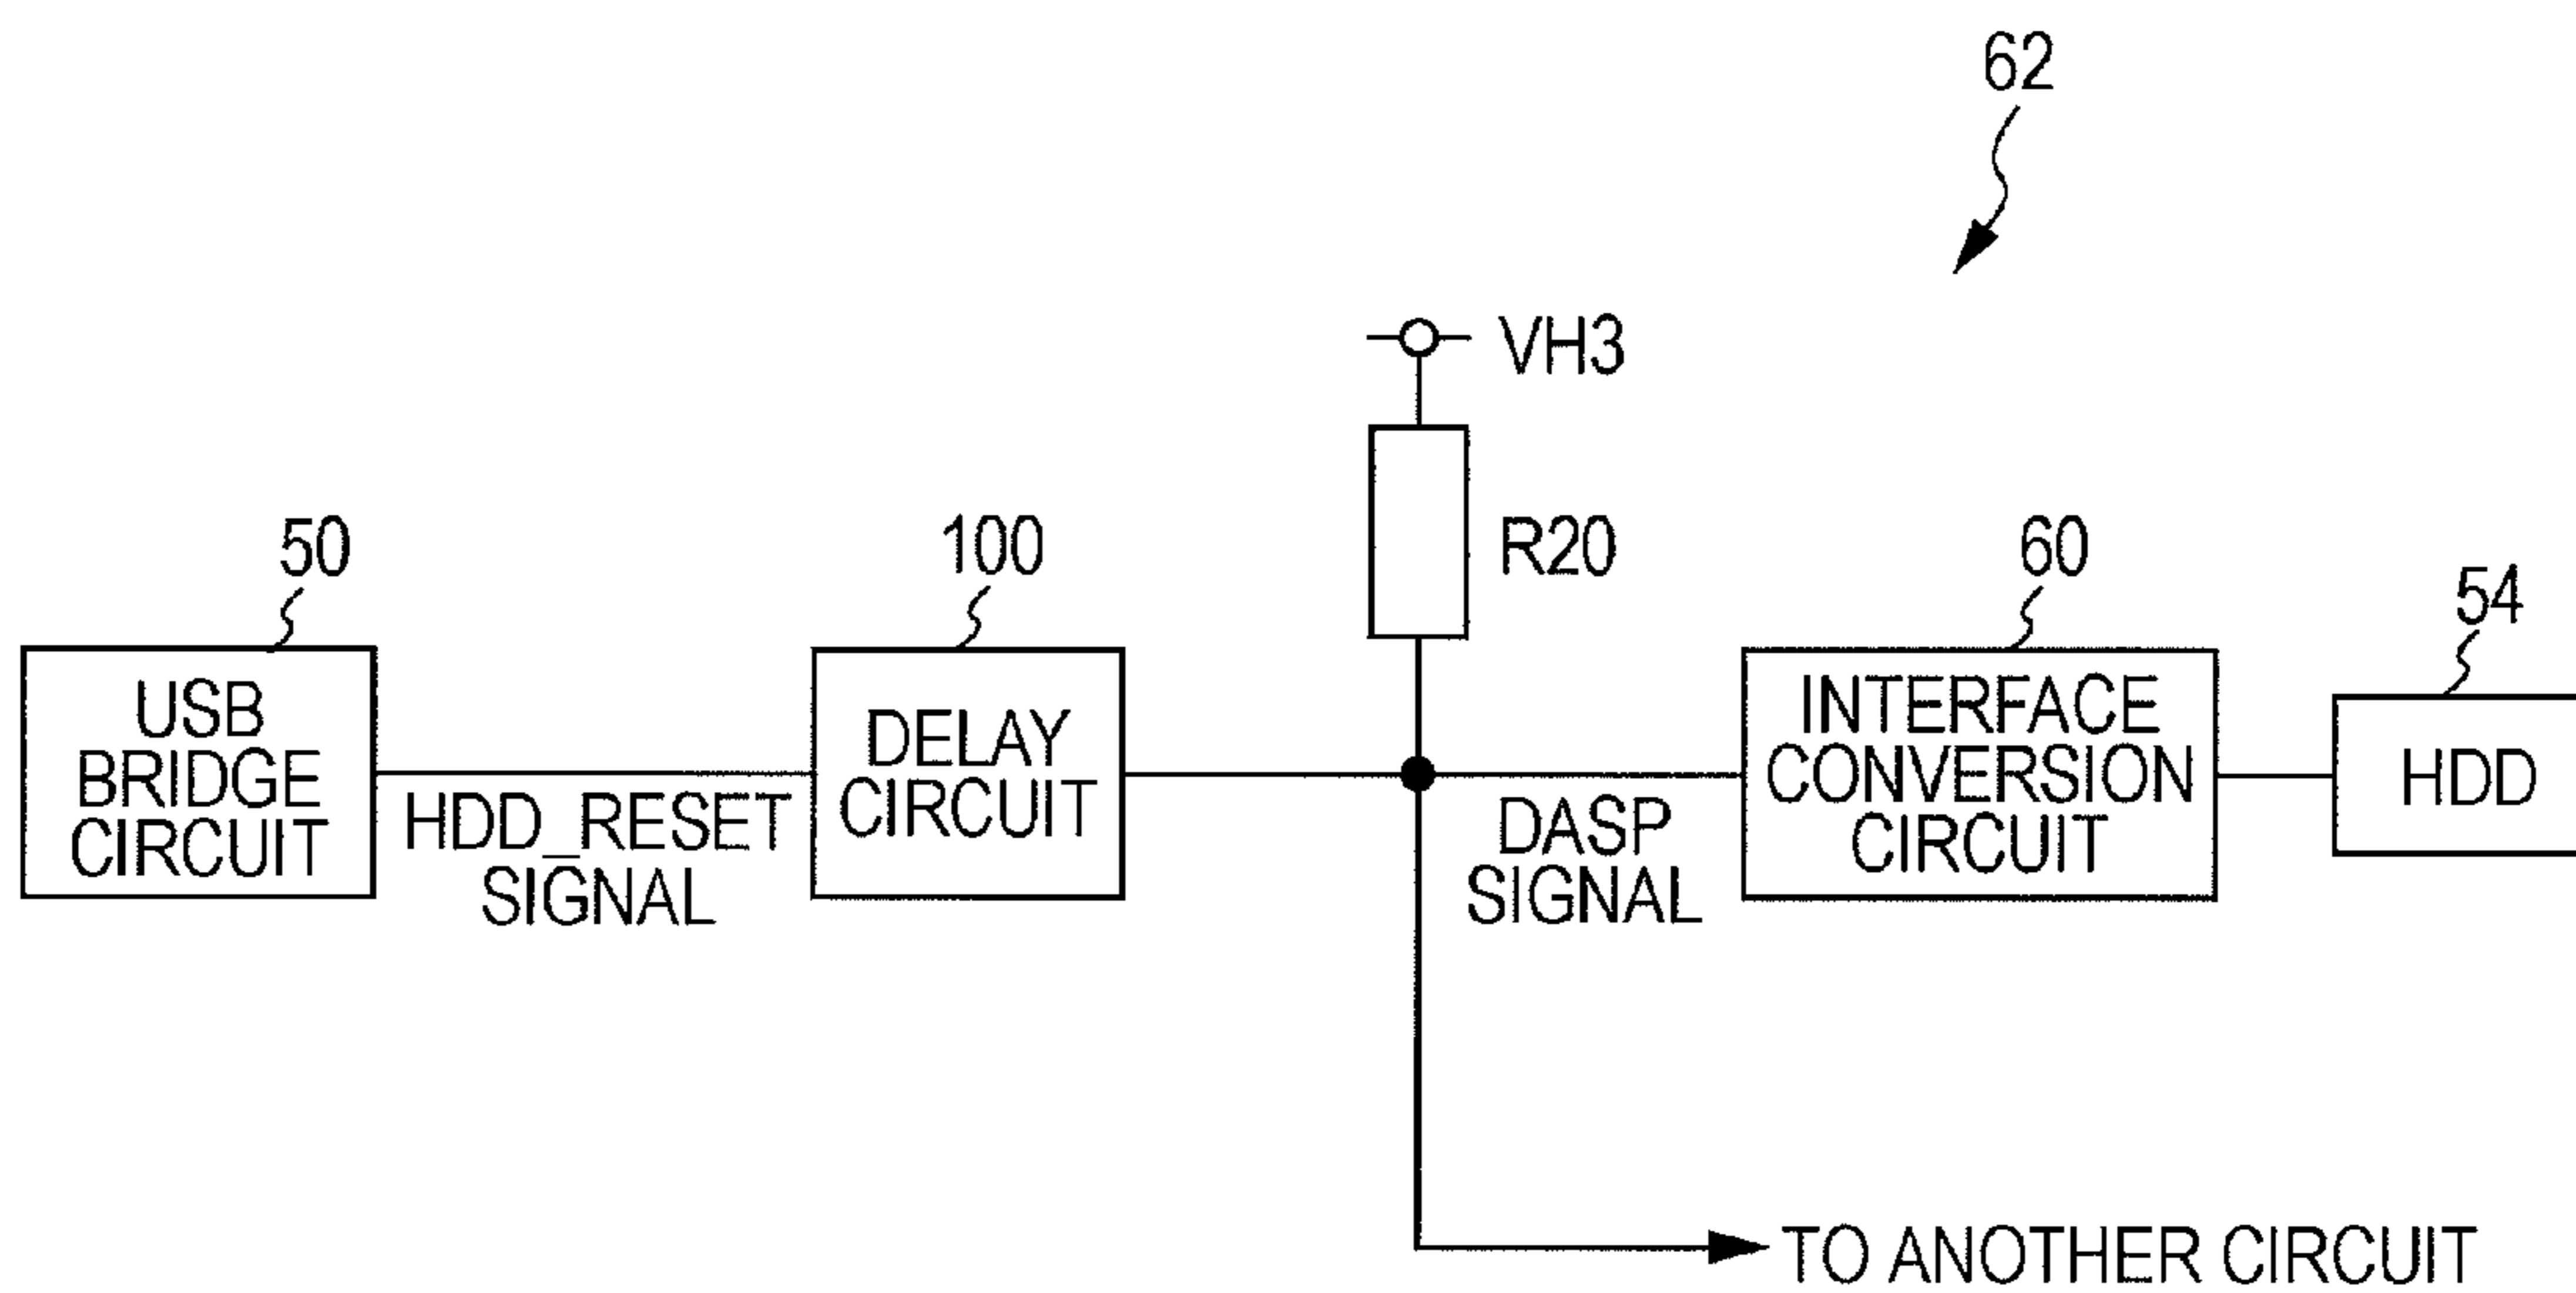 62
VH3
R20
50
100
60
54
USB
BRIDGE
CIRCUIT
HDD_RESET
SIGNAL
DELAY
CIRCUIT
DASP
SIGNAL
INTERFACE
CONVERSION
CIRCUIT
HDD
TO ANOTHER CIRCUIT